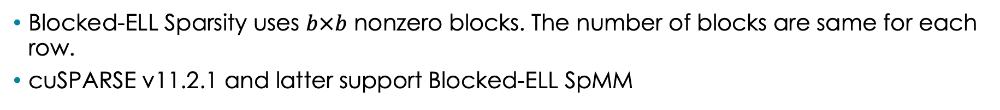 • Blocked-ELL Sparsity uses b×b nonzero blocks. The number of blocks are same for each
row.
• cuSPARSE v11.2.1 and latter support Blocked-ELL SpMM